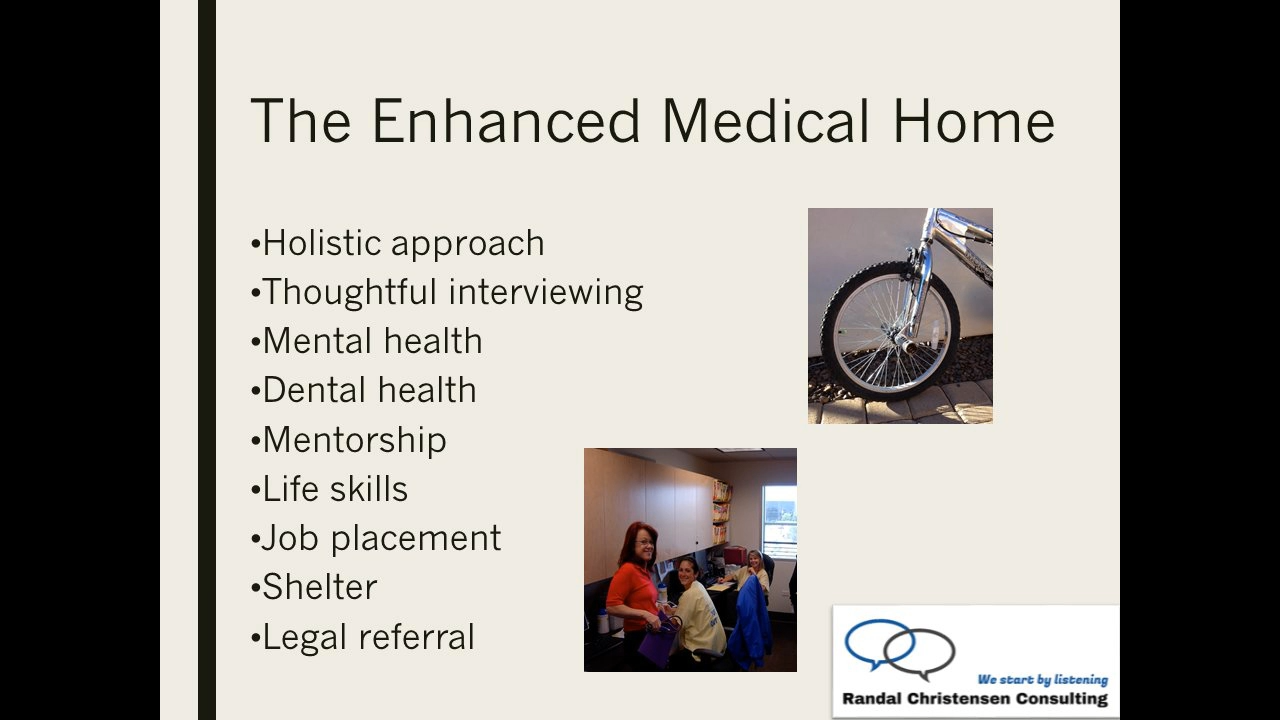 The Enhanced Medical Home
•Holistic approach
•Thoughtful interviewing
•Mental health
•Dental health
•Mentorship
•Life skills
•Job placement
•Shelter
•Legal referral
We start by listening
Randal Christensen Consulting